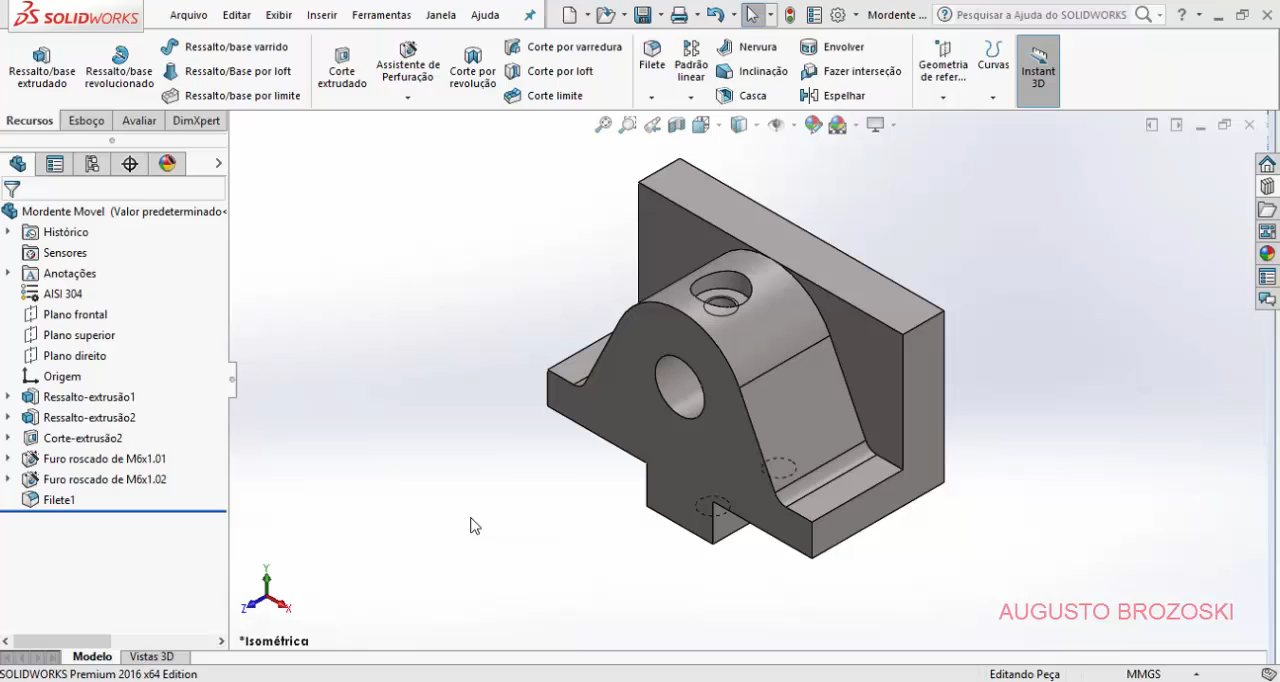 SOLIDWORKS
Arquivo Editar Exibir Inserir Ferramentas Janela Ajuda
Mordente ...
Pesquisar a Ajuda do SOLIDWORKS
Ressalto/base extrudado
Ressalto/base revolucionado
Ressalto/base varrido
Ressalto/base por loft
Ressalto/base por limite
Corte extrudado
Assistente de Perfuração
Corte por revolução
Corte por varredura
Corte por loft
Corte limite
Filete
Padrão linear
Nervura
Inclinação
Casca
Envolver
Fazer interseção
Espelhar
Geometria de refer...
Curvas
Instant 3D
Recursos Esboço Avaliar DimXpert
Mordente Movel (Valor predeterminado<
Histórico
Sensores
Anotações
AISI 304
Plano frontal
Plano superior
Plano direito
Origem
Ressalto-extrusão1
Ressalto-extrusão2
Corte-extrusão2
Furo roscado de M6x1.01
Furo roscado de M6x1.02
Filete1
Y
Z
X
*Isométrica
AUGUSTO BROZOSKI
Modelo Vistas 3D
SOLIDWORKS Premium 2016 x64 Edition
Editando Peça
MMGS